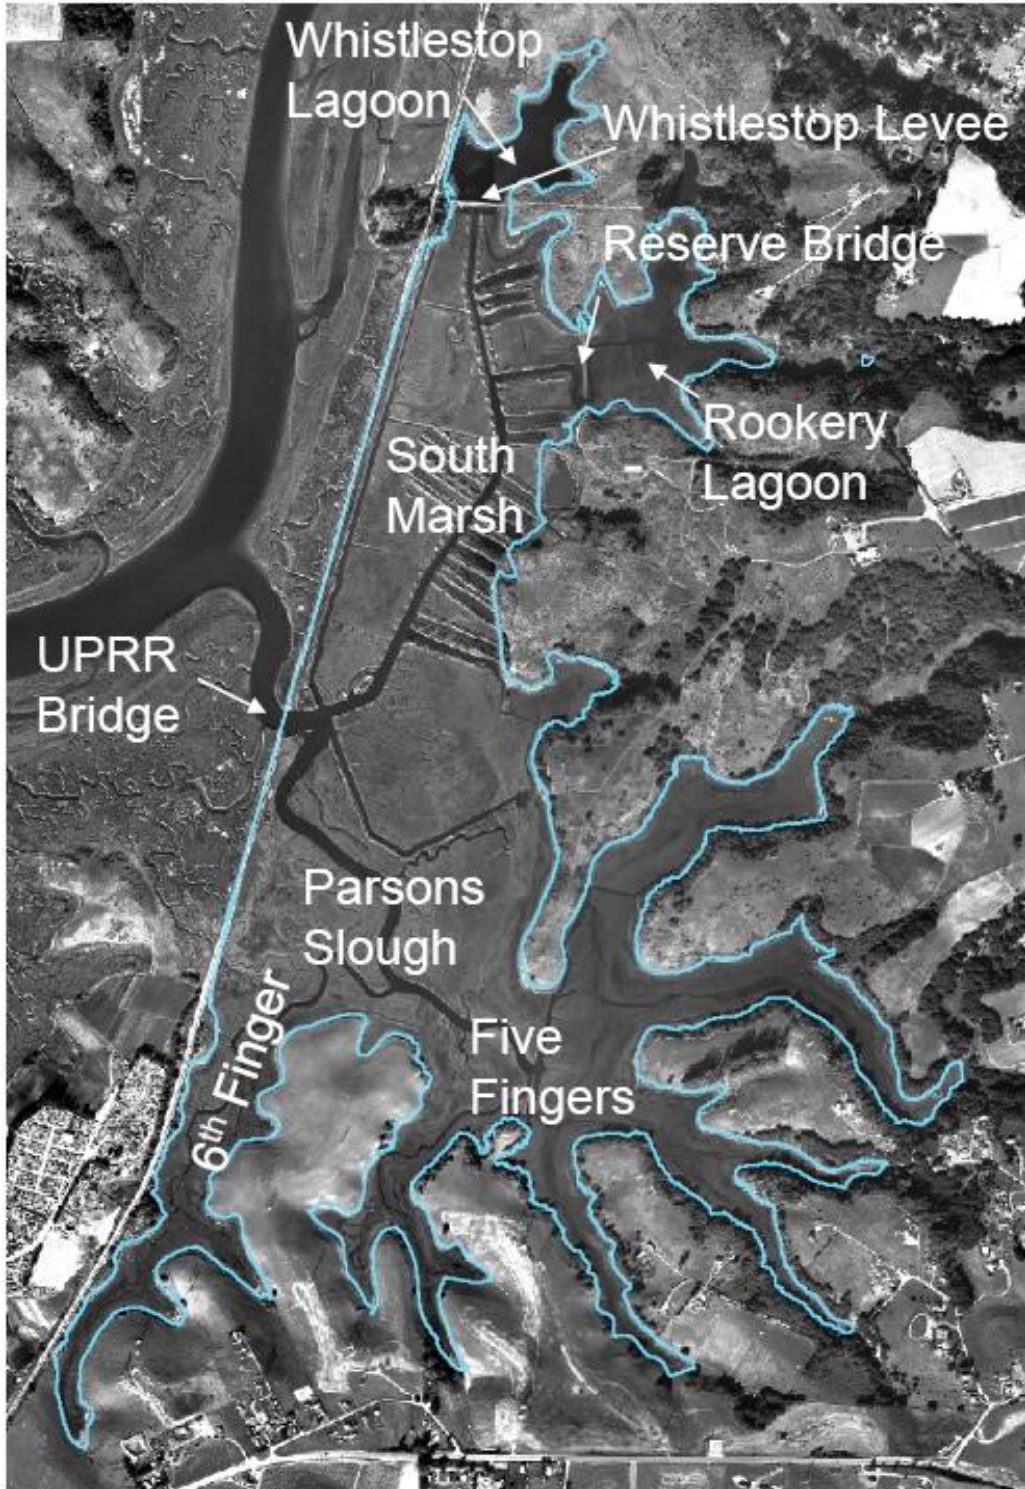 Whistlestop
Lagoon
Whistlestop Levee
Reserve Bridge
Rookery
Lagoon
South
Marsh
UPRR
Bridge
Parsons
Slough
6th Finger
Five
Fingers